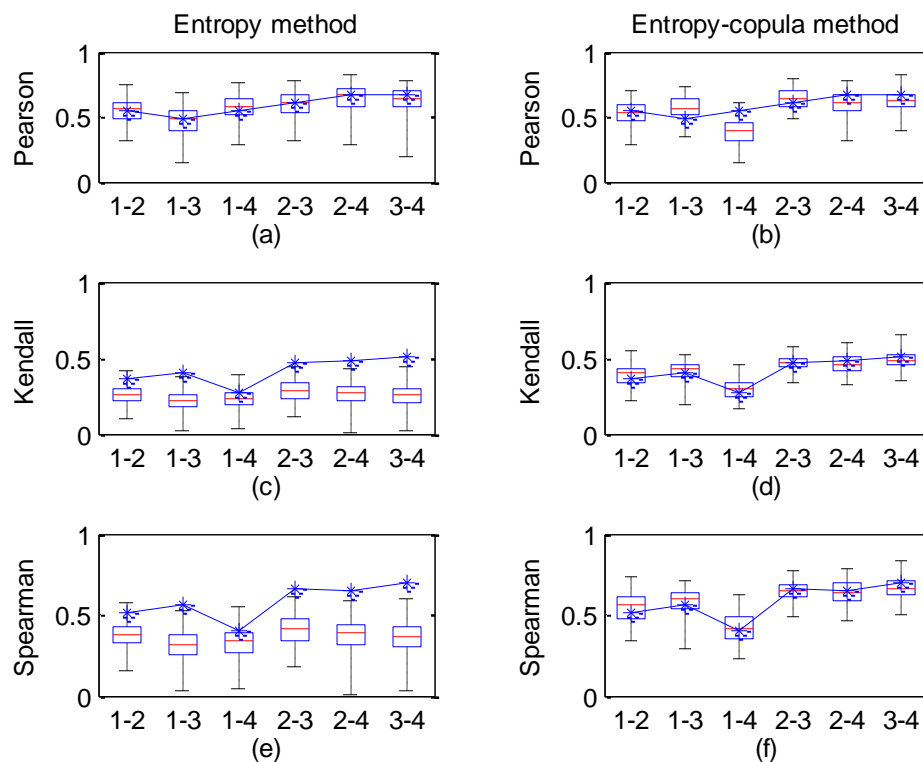 Entropy method
Entropy-copula method
Pearson
1
0.5
0
1-2 1-3 1-4 2-3 2-4 3-4
(a)
Pearson
1
0.5
0
1-2 1-3 1-4 2-3 2-4 3-4
(b)
Kendall
1
0.5
0
1-2 1-3 1-4 2-3 2-4 3-4
(c)
Kendall
1
0.5
0
1-2 1-3 1-4 2-3 2-4 3-4
(d)
Spearman
1
0.5
0
1-2 1-3 1-4 2-3 2-4 3-4
(e)
Spearman
1
0.5
0
1-2 1-3 1-4 2-3 2-4 3-4
(f)